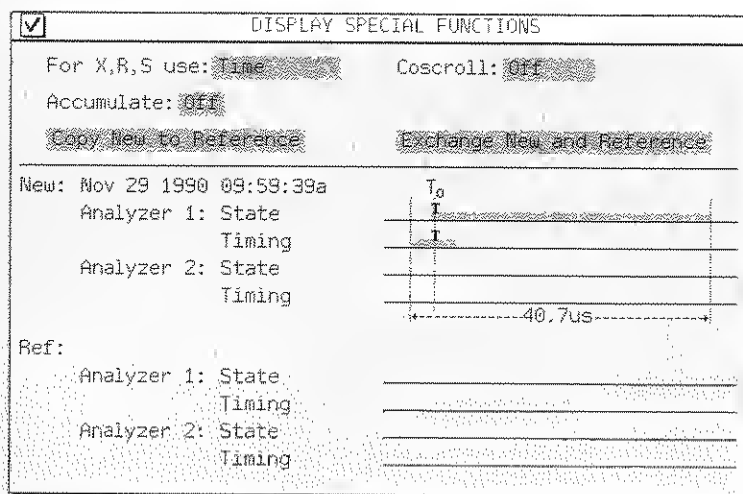 DISPLAY SPECIAL FUNCTIONS
For X,R,S use: Time Coscroll: Off
Accumulate: Off
Copy New to Reference Exchange New and Reference
New: Nov 29 1990 09:59:39a T0
Analyzer 1: State T
Timing T
Analyzer 2: State
Timing
40.7us
Ref:
Analyzer 1: State
Timing
Analyzer 2: State
Timing